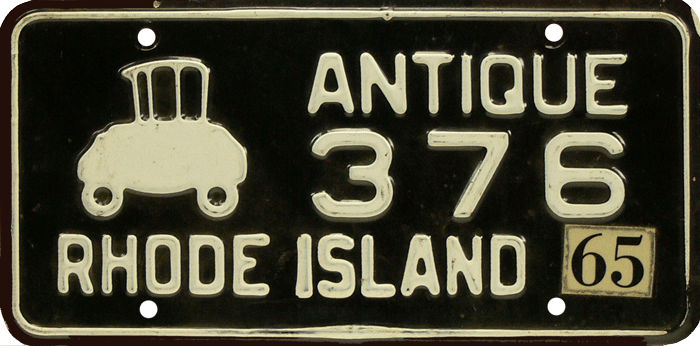 ANTIQUE
376
RHODE ISLAND 65